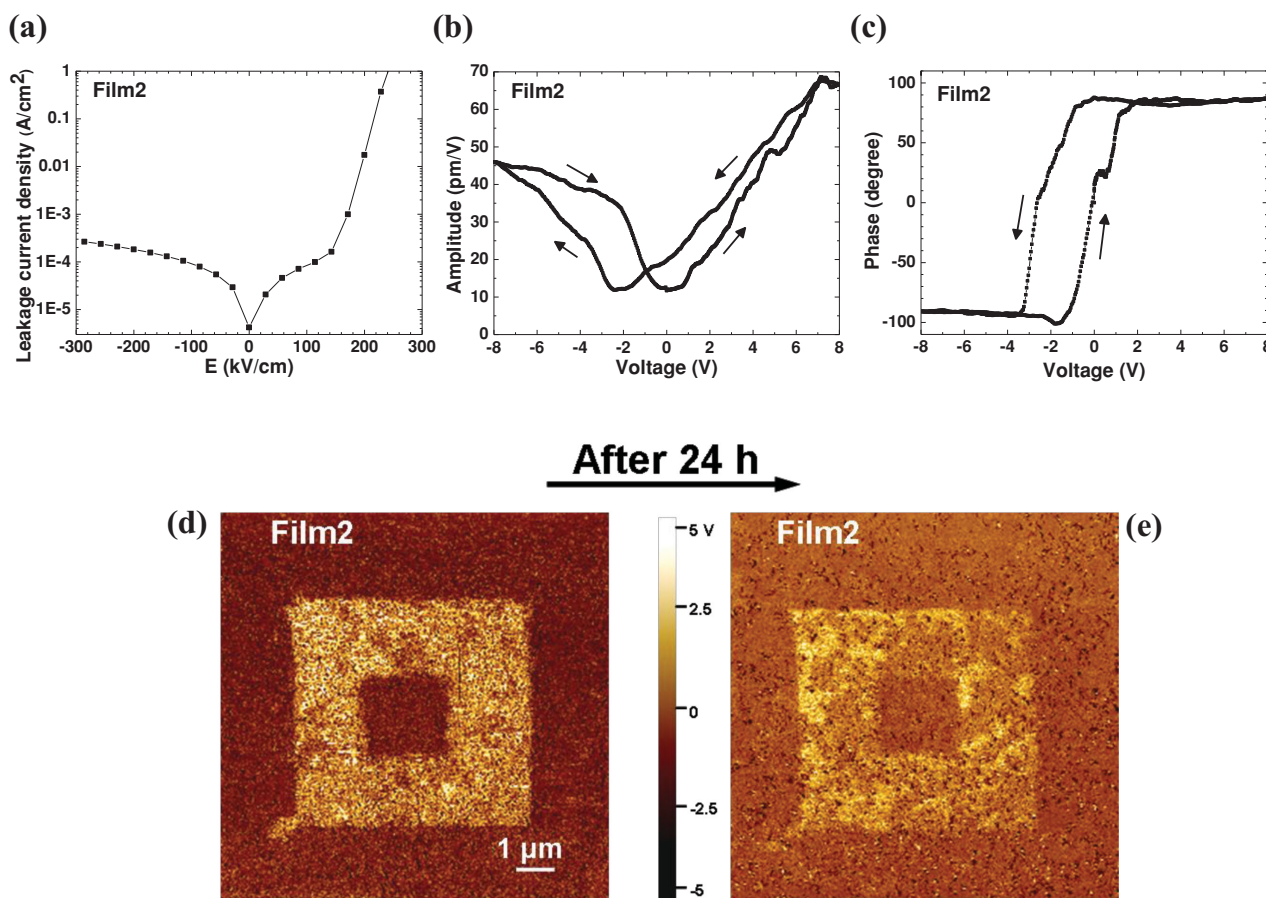 (a)
Film2
Leakage current density (A/cm²)
1
0.1
0.01
1E-3
1E-4
1E-5
-300 -200 -100 0 100 200 300
E (kV/cm)
(b)
Film2
Amplitude (pm/V)
70
60
50
40
30
20
10
0
-8 -6 -4 -2 0 2 4 6 8
Voltage (V)
(c)
Film2
Phase (degree)
100
50
0
-50
-100
-8 -6 -4 -2 0 2 4 6 8
Voltage (V)
After 24 h
(d)
Film2
1 µm
5 V
2.5
0
-2.5
-5
Film2
(e)